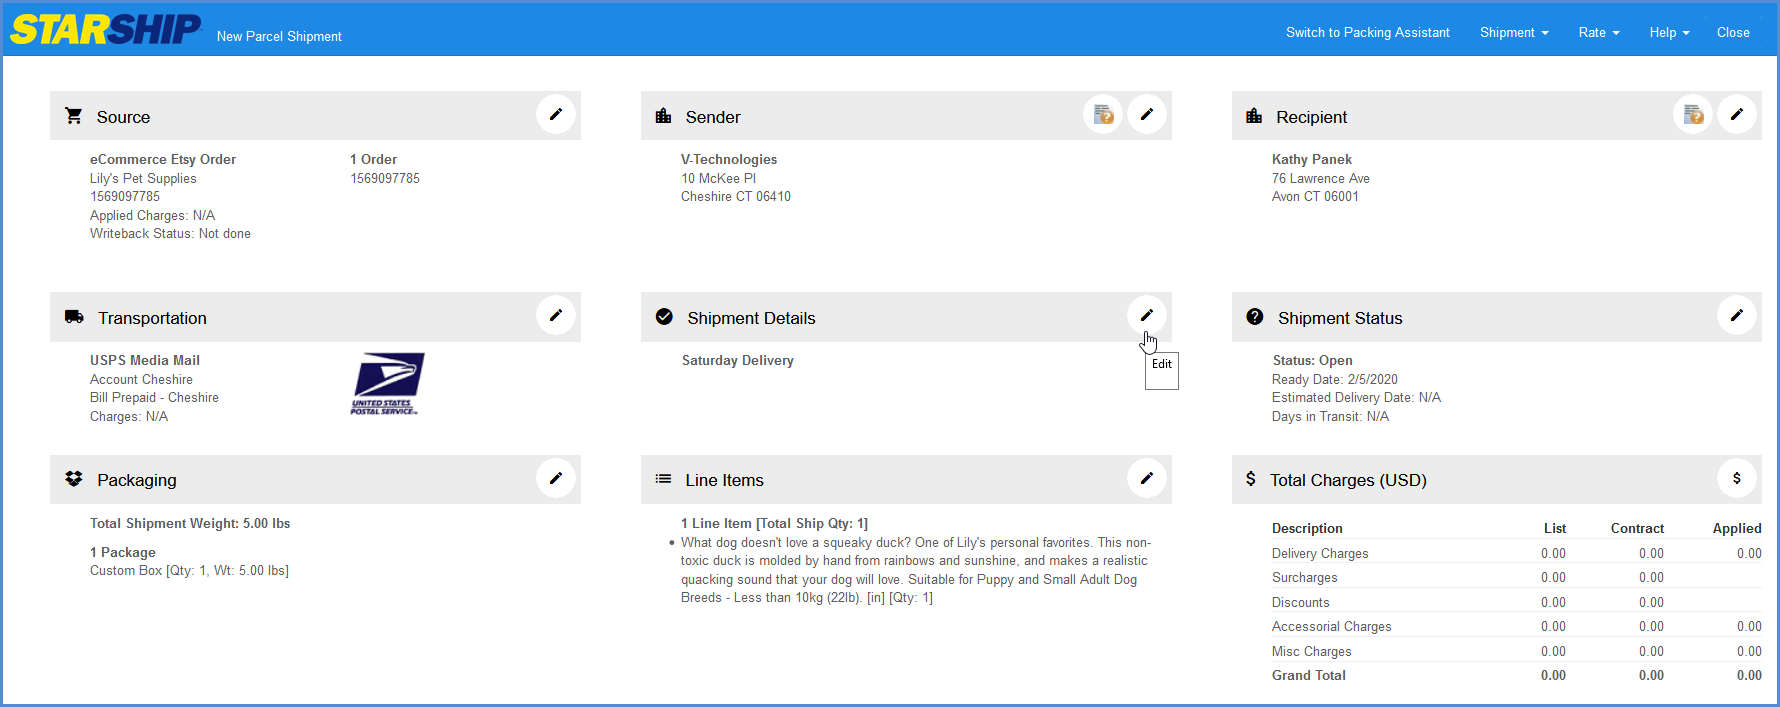 STARSHIP New Parcel Shipment Switch to Packing Assistant Shipment Rate Help Close
Source
eCommerce Etsy Order 1 Order
Lily's Pet Supplies 1569097785
1569097785
Applied Charges: N/A
Writeback Status: Not done
Sender
V-Technologies
10 McKee Pl
Cheshire CT 06410
Recipient
Kathy Panek
76 Lawrence Ave
Avon CT 06001
Transportation
USPS Media Mail
Account Cheshire
Bill Prepaid - Cheshire
Charges: N/A
UNITED STATES
POSTAL SERVICE
Shipment Details
Saturday Delivery
Edit
Shipment Status
Status: Open
Ready Date: 2/5/2020
Estimated Delivery Date: N/A
Days in Transit: N/A
Packaging
Total Shipment Weight: 5.00 lbs
1 Package
Custom Box [Qty: 1, Wt: 5.00 lbs]
Line Items
1 Line Item [Total Ship Qty: 1]
• What dog doesn't love a squeaky duck? One of Lily's personal favorites. This non-
toxic duck is molded by hand from rainbows and sunshine, and makes a realistic
quacking sound that your dog will love. Suitable for Puppy and Small Adult Dog
Breeds - Less than 10kg (22lb). [in] [Qty: 1]
$ Total Charges (USD) $
Description List Contract Applied
Delivery Charges 0.00 0.00 0.00
Surcharges 0.00 0.00
Discounts 0.00 0.00
Accessorial Charges 0.00 0.00 0.00
Misc Charges 0.00 0.00 0.00
Grand Total 0.00 0.00 0.00